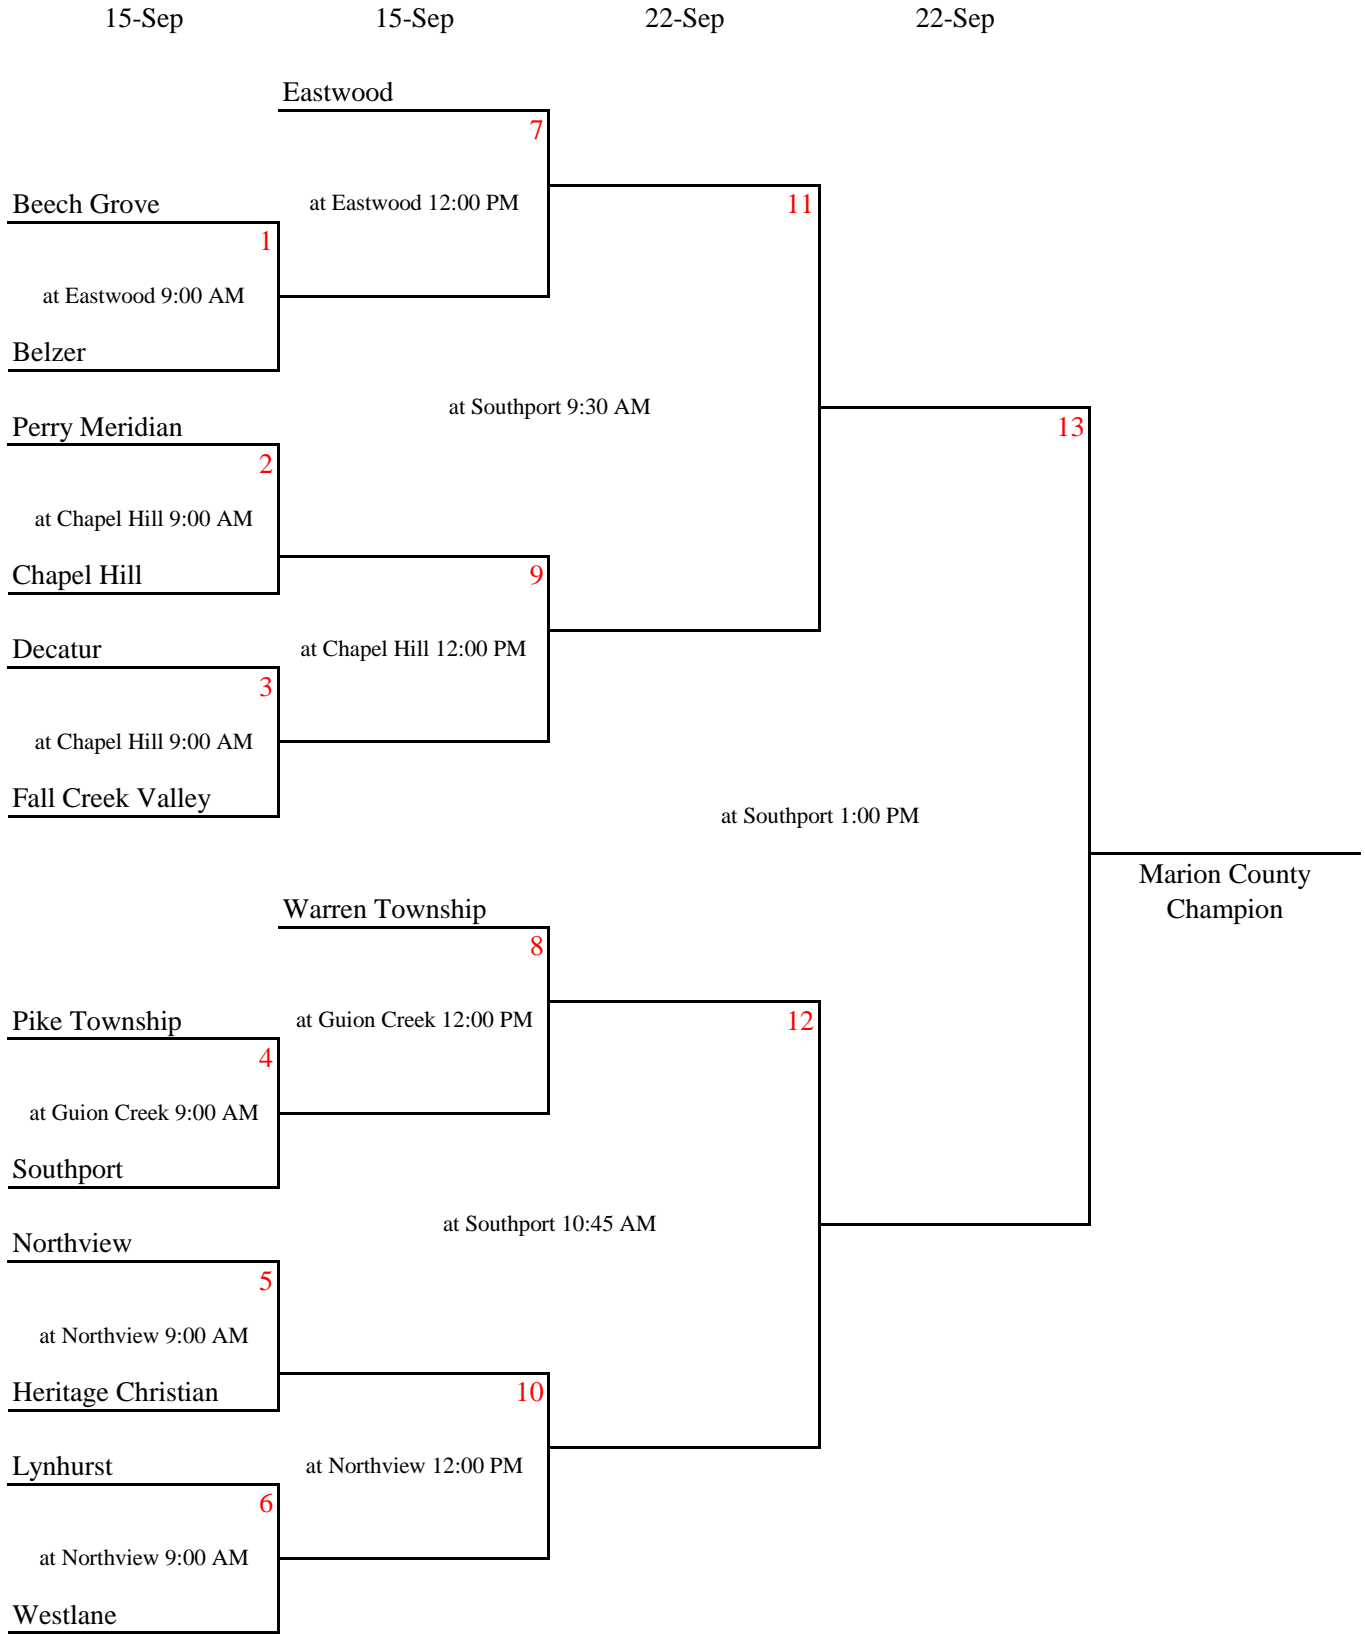 15-Sep 15-Sep 22-Sep 22-Sep
Eastwood
7
Beech Grove
at Eastwood 12:00 PM
11
1
at Eastwood 9:00 AM
Belzer
at Southport 9:30 AM
Perry Meridian
13
2
at Chapel Hill 9:00 AM
Chapel Hill
9
Decatur
at Chapel Hill 12:00 PM
3
at Chapel Hill 9:00 AM
Fall Creek Valley
at Southport 1:00 PM
Marion County
Champion
Warren Township
8
Pike Township
at Guion Creek 12:00 PM
12
4
at Guion Creek 9:00 AM
Southport
at Southport 10:45 AM
Northview
5
at Northview 9:00 AM
Heritage Christian
10
Lynhurst
at Northview 12:00 PM
6
at Northview 9:00 AM
Westlane